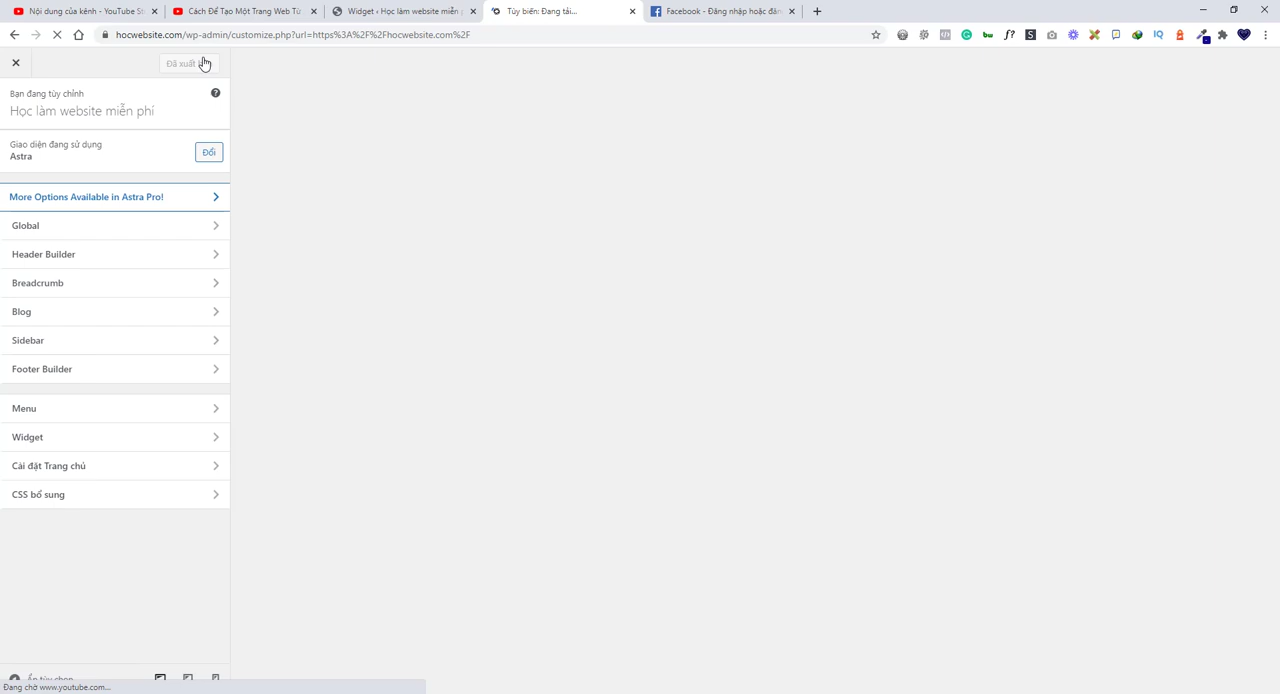 Nội dung của kênh - YouTube St
Cách Để Tạo Một Trang Web Từ
Widget ‹ Học làm website miễn p
Tùy biến: Đang tải...
Facebook - Đăng nhập hoặc đăn
hocwebsite.com/wp-admin/customize.php?url=https%3A%2F%2Fhocwebsite.com%2F
Đã xuất
Bạn đang tùy chỉnh
Học làm website miễn phí
Giao diện đang sử dụng
Astra
Đổi
More Options Available in Astra Pro!
Global
Header Builder
Breadcrumb
Blog
Sidebar
Footer Builder
Menu
Widget
Cài đặt Trang chủ
CSS bổ sung
Ẩn tùy chọn
Đang chờ www.youtube.com...